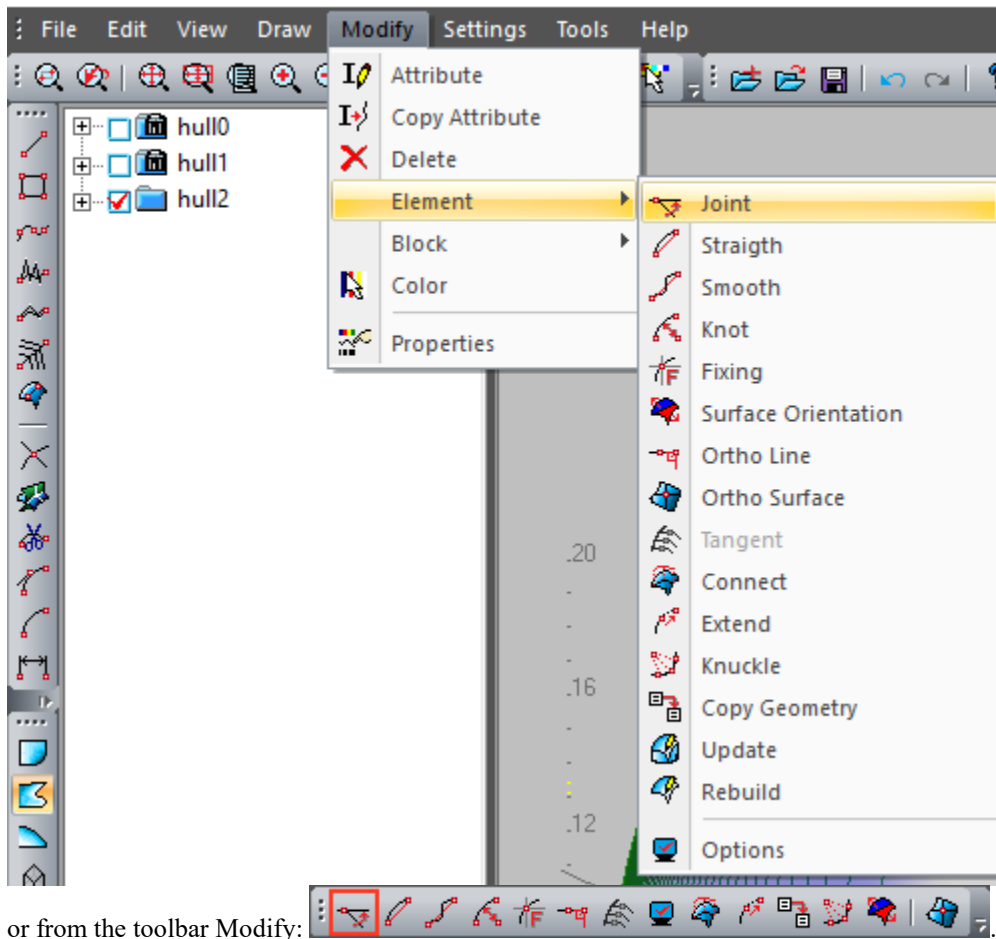 File Edit View Draw Modify Settings Tools Help
Attribute
hull0
Copy Attribute
hull1
Delete
hull2
Element
Joint
Block
Straigth
Color
Smooth
Properties
Knot
Fixing
Surface Orientation
Ortho Line
Ortho Surface
.20
Tangent
Connect
Extend
Knuckle
.16
Copy Geometry
Update
Rebuild
.12
Options
or from the toolbar Modify: .